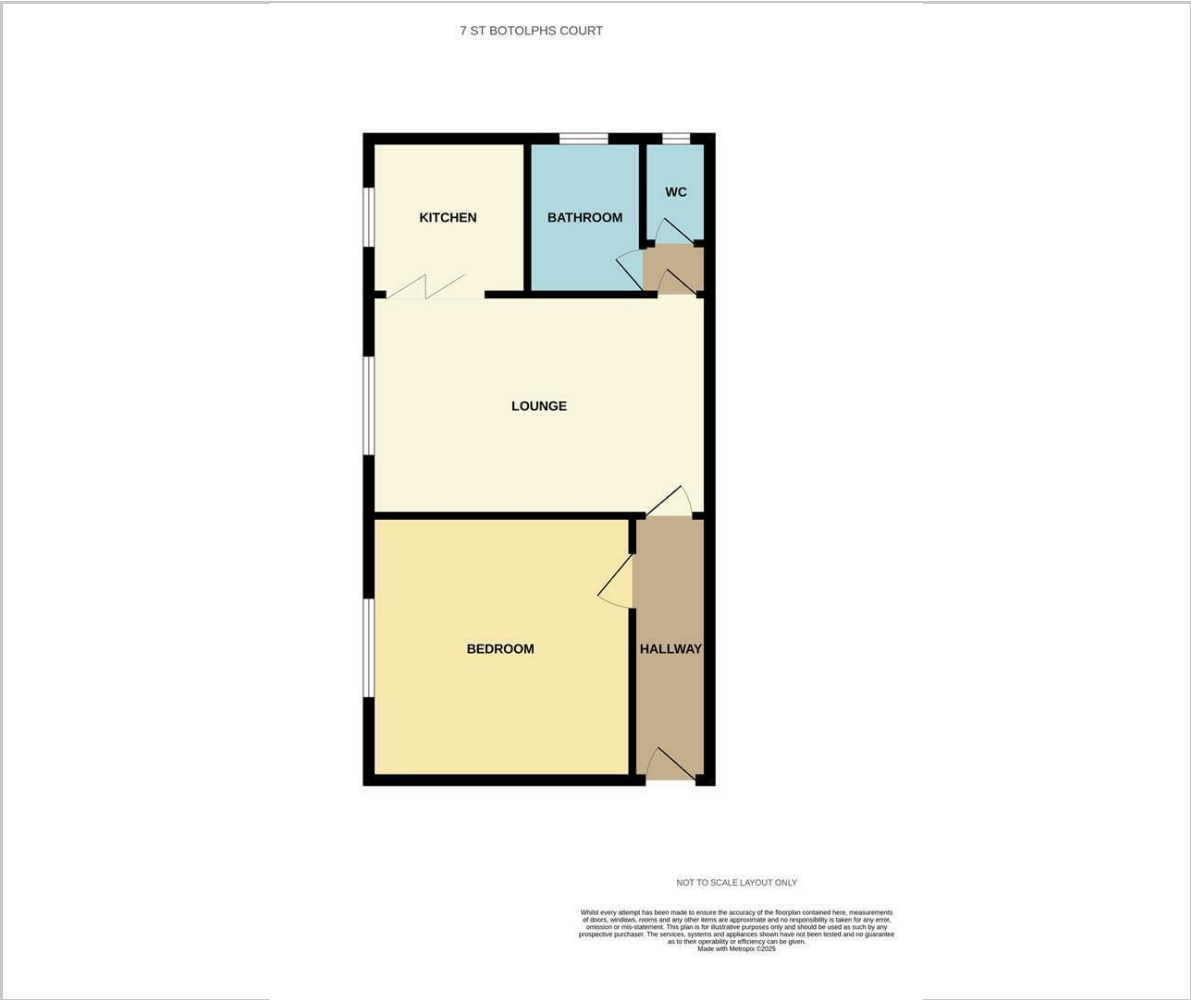 7 ST BOTOLPHS COURT
KITCHEN
BATHROOM
WC
LOUNGE
BEDROOM
HALLWAY
NOT TO SCALE LAYOUT ONLY
Whilst every attempt has been made to ensure the accuracy of the floorplan contained here, measurements
of doors, windows, rooms and any other items are approximate and no responsibility is taken for any error,
omission or mis-statement. This plan is for illustrative purposes only and should be used as such by any
prospective purchaser. The services, systems and appliances shown have not been tested and no guarantee
as to their operability or efficiency can be given.
Made with Metropix ©2025